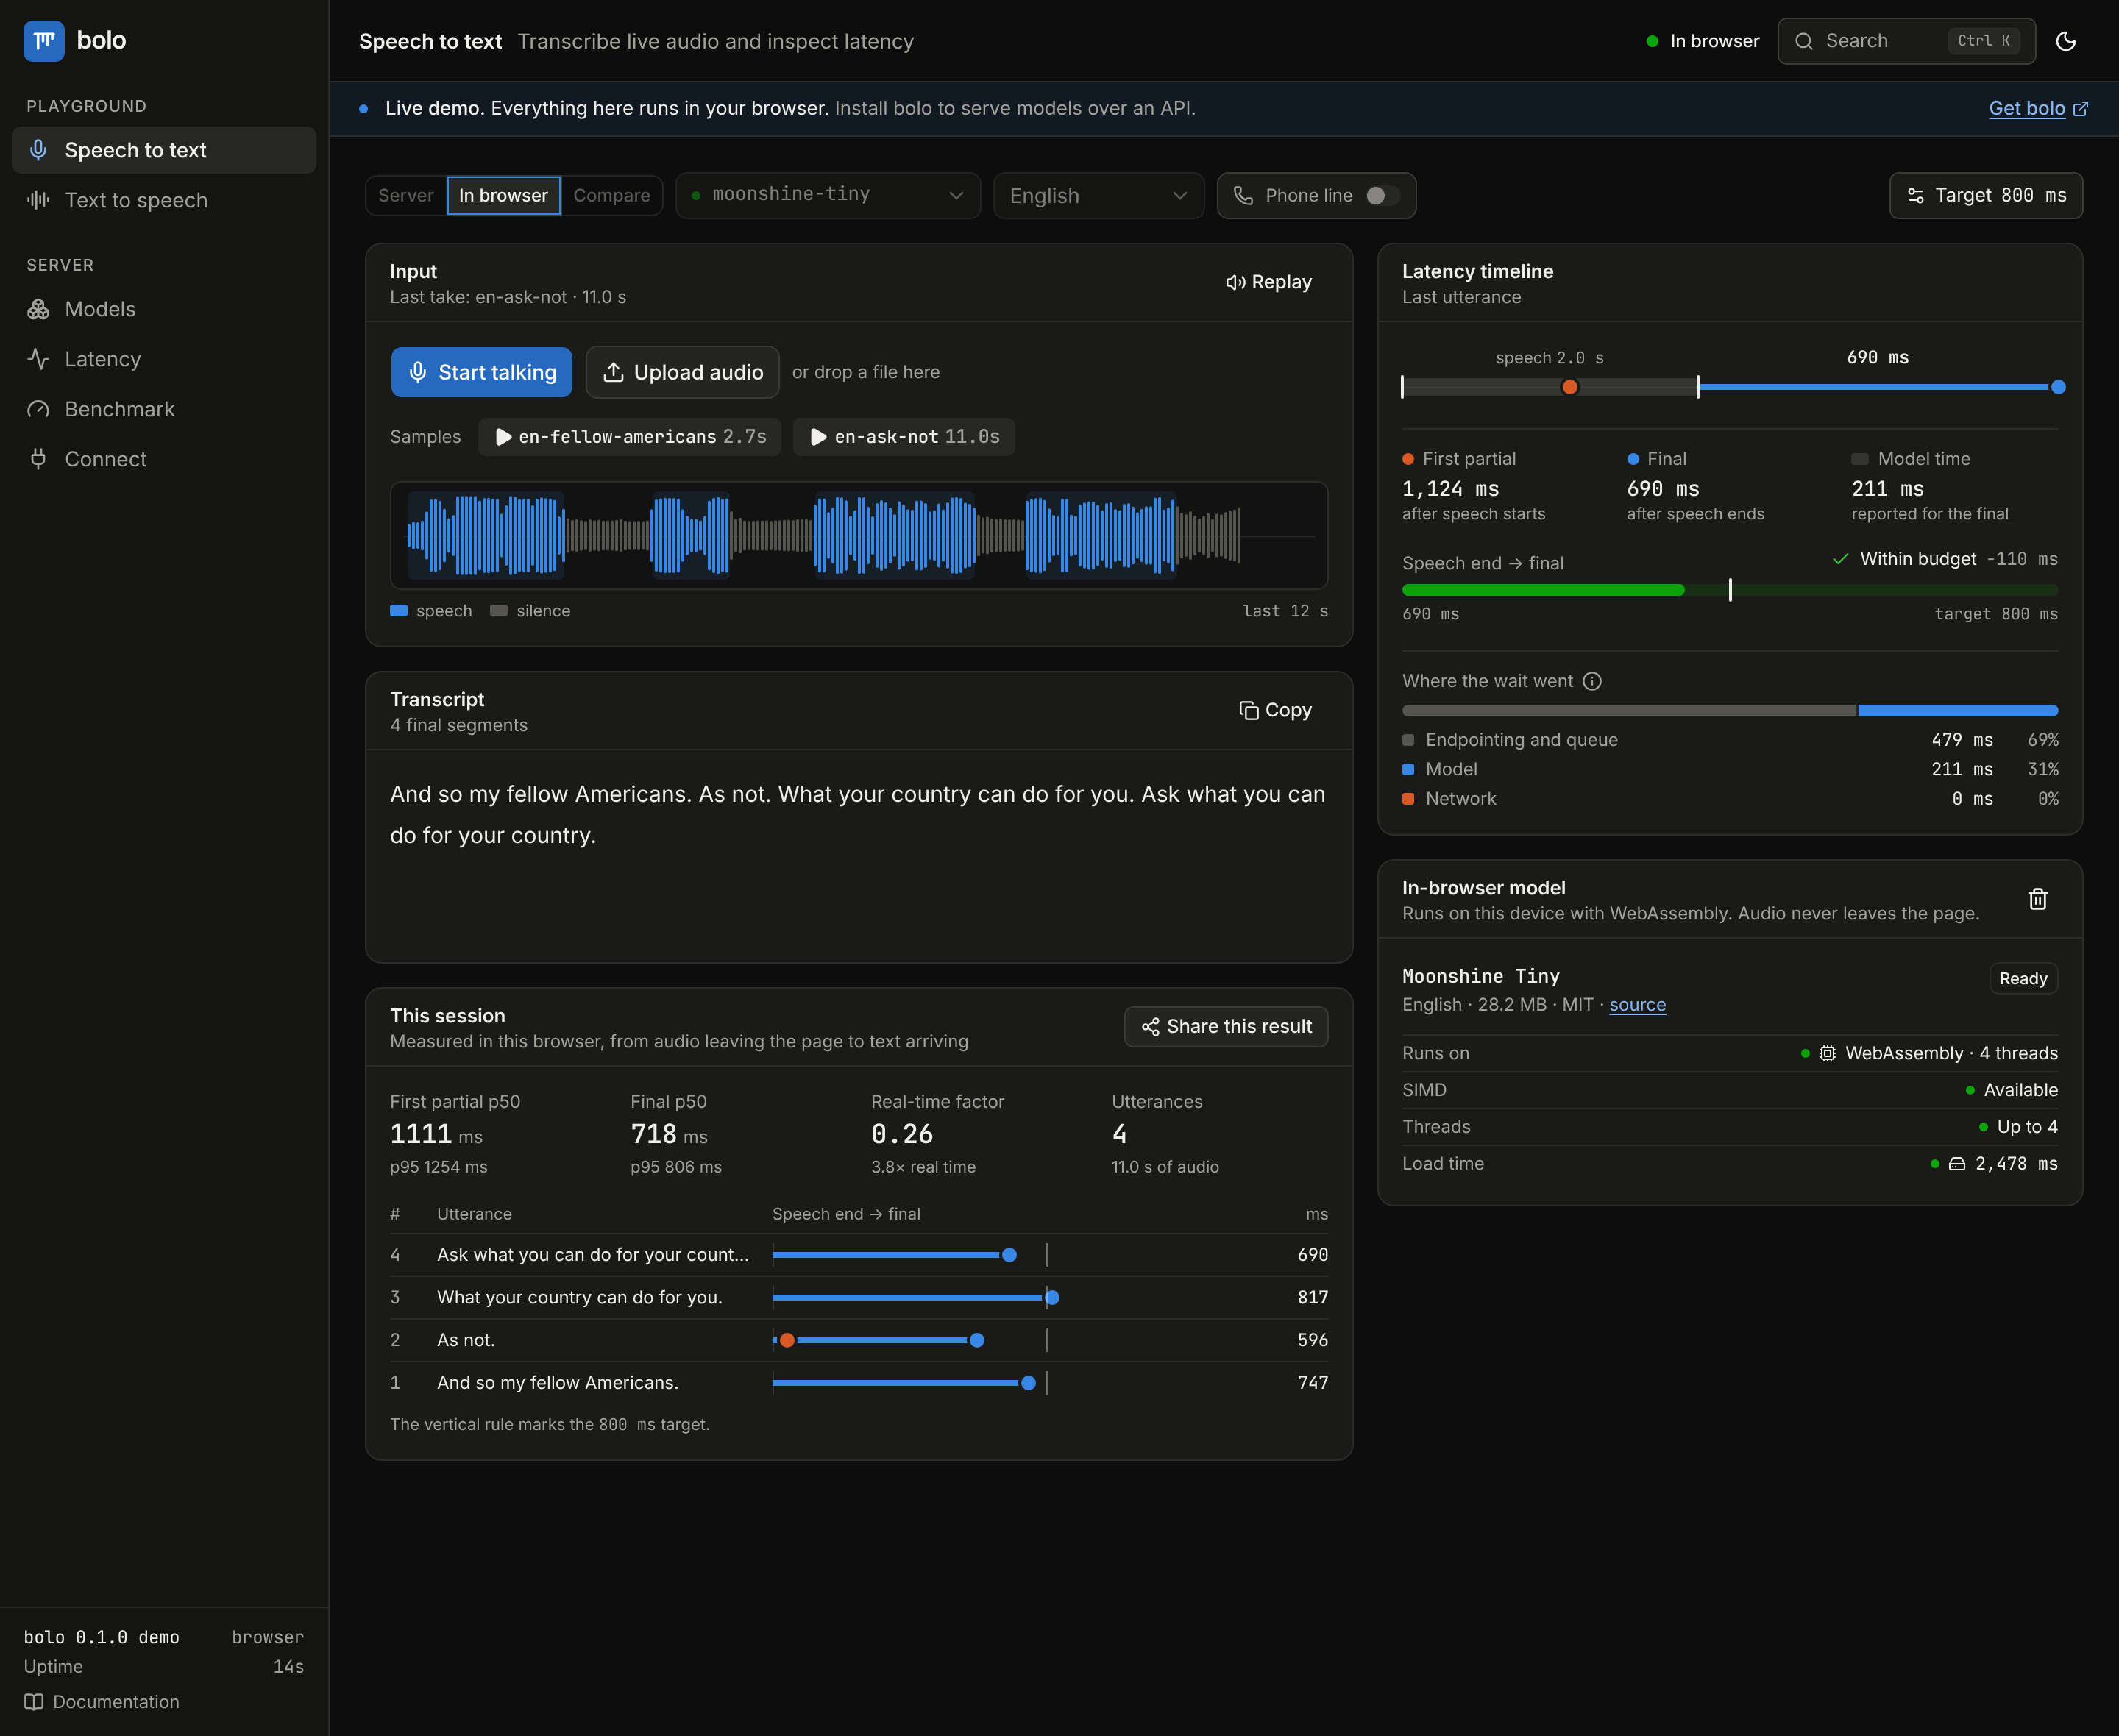 bolo
PLAYGROUND
Speech to text
Text to speech
SERVER
Models
Latency
Benchmark
Connect
bolo 0.1.0 demo browser
Uptime 14s
Documentation
Speech to text Transcribe live audio and inspect latency
In browser
Search Ctrl K
Live demo. Everything here runs in your browser. Install bolo to serve models over an API.
Get bolo
Server In browser Compare
moonshine-tiny
English
Phone line
Target 800 ms
Input
Last take: en-ask-not · 11.0 s
Replay
Start talking
Upload audio
or drop a file here
Samples en-fellow-americans 2.7s en-ask-not 11.0s
speech silence last 12 s
Transcript
4 final segments
Copy
And so my fellow Americans. As not. What your country can do for you. Ask what you can
do for your country.
This session
Measured in this browser, from audio leaving the page to text arriving
Share this result
First partial p50 Final p50 Real-time factor Utterances
1111 ms 718 ms 0.26 4
p95 1254 ms p95 806 ms 3.8× real time 11.0 s of audio
# Utterance Speech end → final ms
4 Ask what you can do for your count... 690
3 What your country can do for you. 817
2 As not. 596
1 And so my fellow Americans. 747
The vertical rule marks the 800 ms target.
Latency timeline
Last utterance
speech 2.0 s 690 ms
First partial Final Model time
1,124 ms 690 ms 211 ms
after speech starts after speech ends reported for the final
Speech end → final Within budget -110 ms
690 ms target 800 ms
Where the wait went
Endpointing and queue 479 ms 69%
Model 211 ms 31%
Network 0 ms 0%
In-browser model
Runs on this device with WebAssembly. Audio never leaves the page.
Moonshine Tiny
Ready
English · 28.2 MB · MIT · source
Runs on WebAssembly · 4 threads
SIMD Available
Threads Up to 4
Load time 2,478 ms